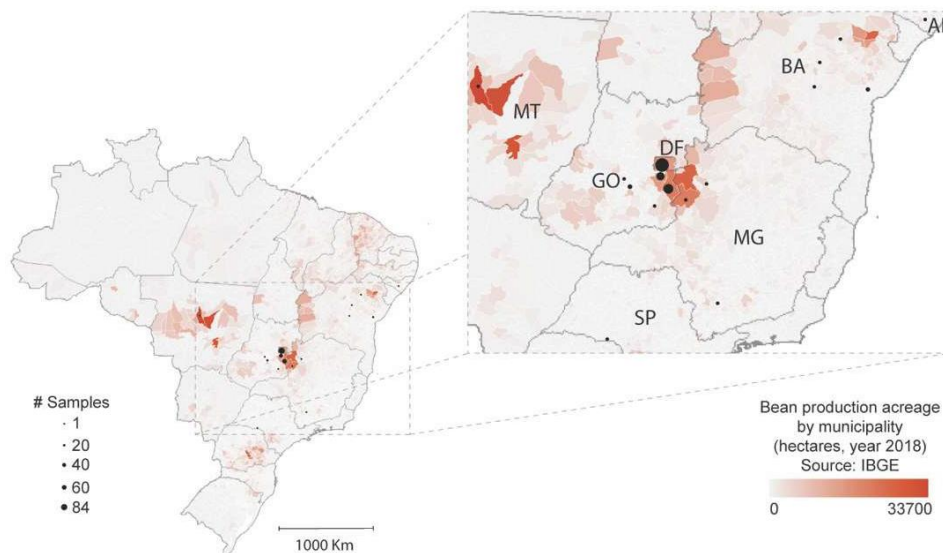 AL
BA
MT
DF
GO
MG
SP
# Samples
1
20
40
60
84
1000 Km
Bean production acreage
by municipality
(hectares, year 2018)
Source: IBGE
0 33700